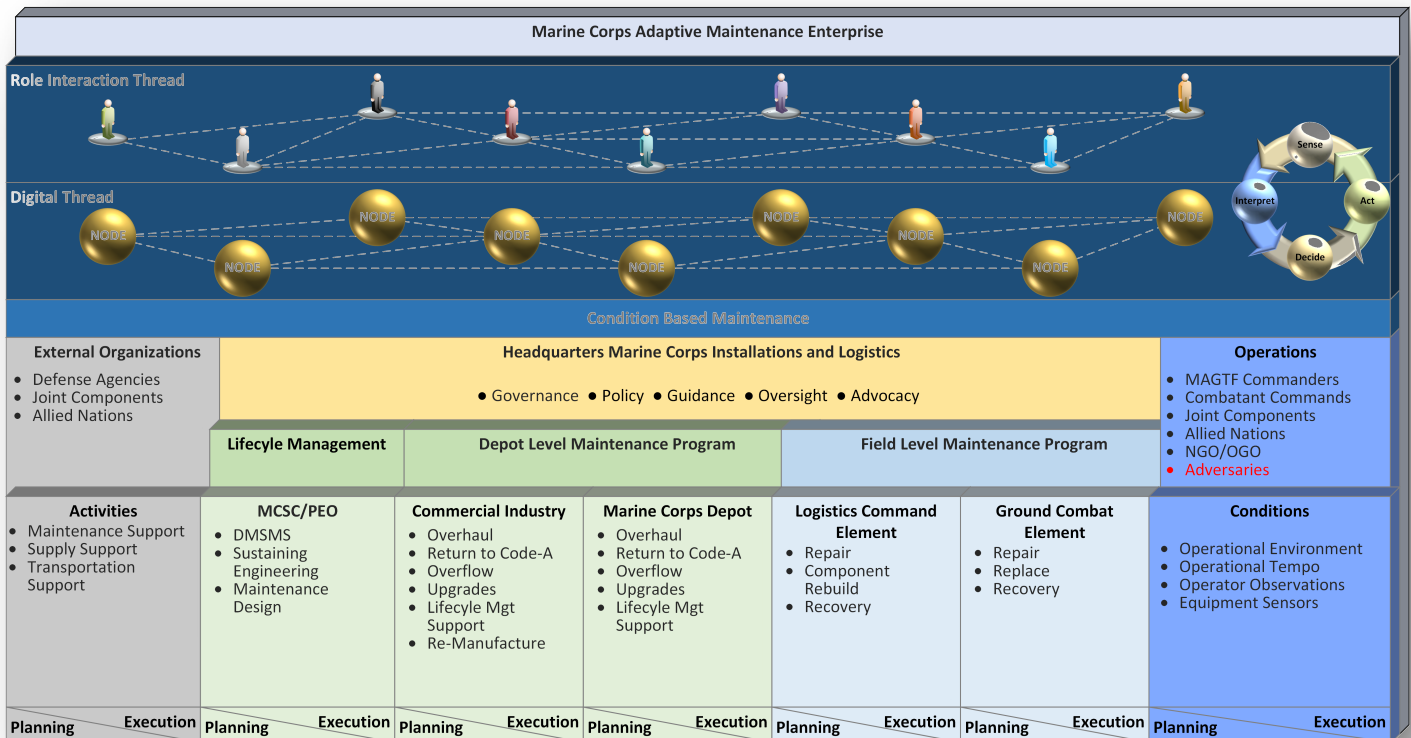 Marine Corps Adaptive Maintenance Enterprise
Role Interaction Thread
Sense
Interpret
Act
Decide
Digital Thread
NODE
NODE
NODE
NODE
NODE
NODE
NODE
NODE
NODE
Condition Based Maintenance
External Organizations
• Defense Agencies
• Joint Components
• Allied Nations
Headquarters Marine Corps Installations and Logistics
● Governance ● Policy ● Guidance ● Oversight ● Advocacy
Operations
• MAGTF Commanders
• Combatant Commands
• Joint Components
• Allied Nations
• NGO/OGO
• Adversaries
Lifecyle Management
Depot Level Maintenance Program
Field Level Maintenance Program
Activities
• Maintenance Support
• Supply Support
• Transportation
Support
MCSC/PEO
• DMSMS
• Sustaining
Engineering
• Maintenance
Design
Commercial Industry
• Overhaul
• Return to Code-A
• Overflow
• Upgrades
• Lifecyle Mgt
Support
• Re-Manufacture
Marine Corps Depot
• Overhaul
• Return to Code-A
• Overflow
• Upgrades
• Lifecyle Mgt
Support
Logistics Command
Element
• Repair
• Component
Rebuild
• Recovery
Ground Combat
Element
• Repair
• Replace
• Recovery
Conditions
• Operational Environment
• Operational Tempo
• Operator Observations
• Equipment Sensors
Planning Execution
Planning Execution
Planning Execution
Planning Execution
Planning Execution
Planning Execution
Planning Execution